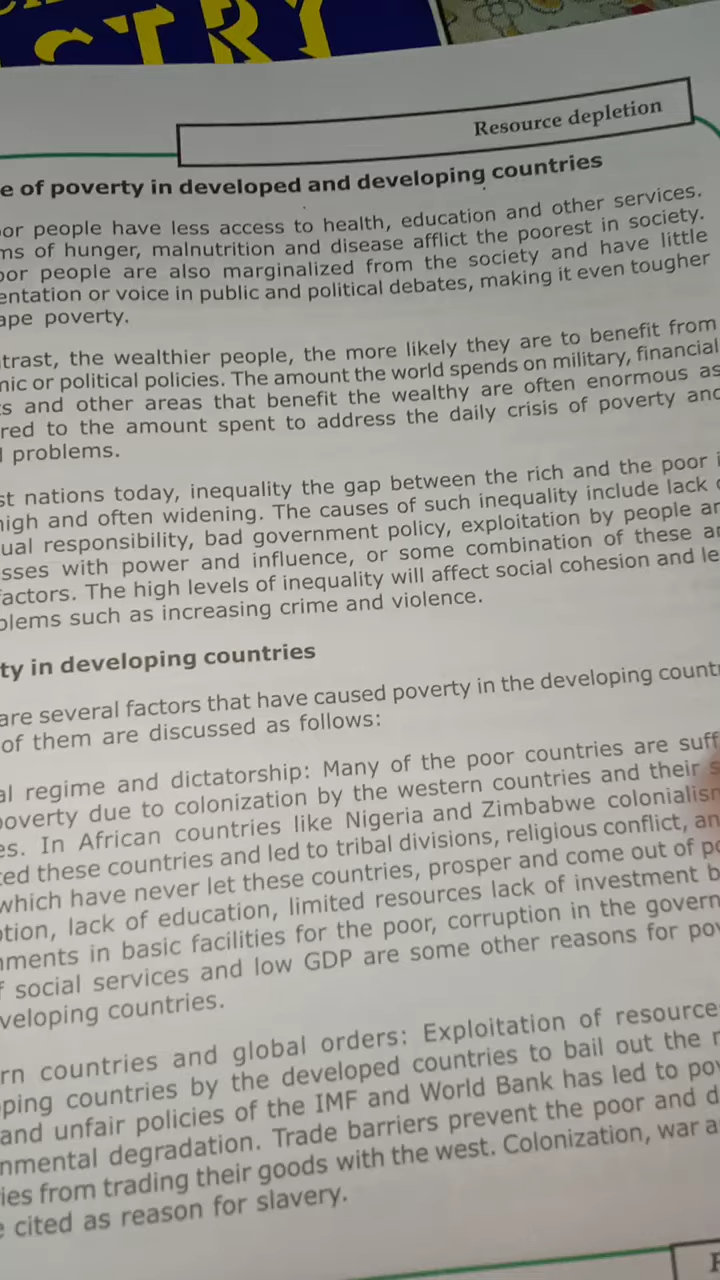 STRY
Resource depletion
e of poverty in developed and developing countries
or people have less access to health, education and other services.
ms of hunger, malnutrition and disease afflict the poorest in society.
oor people are also marginalized from the society and have little
entation or voice in public and political debates, making it even tougher
ape poverty.
trast, the wealthier people, the more likely they are to benefit from
mic or political policies. The amount the world spends on military, financial
s and other areas that benefit the wealthy are often enormous as
red to the amount spent to address the daily crisis of poverty and
l problems.
st nations today, inequality the gap between the rich and the poor i
high and often widening. The causes of such inequality include lack o
ual responsibility, bad government policy, exploitation by people an
sses with power and influence, or some combination of these a
factors. The high levels of inequality will affect social cohesion and le
blems such as increasing crime and violence.
ty in developing countries
are several factors that have caused poverty in the developing countr
of them are discussed as follows:
al regime and dictatorship: Many of the poor countries are suff
poverty due to colonization by the western countries and their s
es. In African countries like Nigeria and Zimbabwe colonialisn
ted these countries and led to tribal divisions, religious conflict, an
which have never let these countries, prosper and come out of po
otion, lack of education, limited resources lack of investment b
nments in basic facilities for the poor, corruption in the govern
f social services and low GDP are some other reasons for pov
veloping countries.
rn countries and global orders: Exploitation of resource
ping countries by the developed countries to bail out the r
and unfair policies of the IMF and World Bank has led to pov
nmental degradation. Trade barriers prevent the poor and d
ries from trading their goods with the west. Colonization, war a
e cited as reason for slavery.